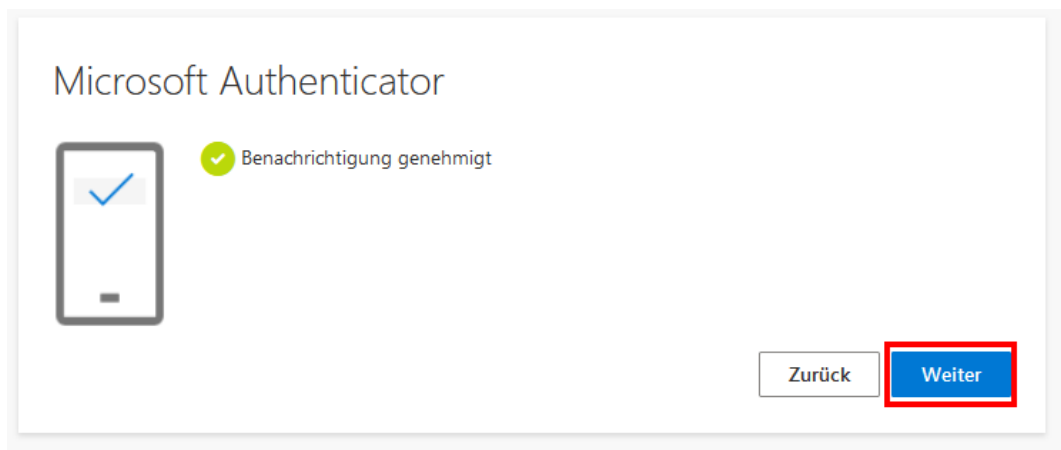 Microsoft Authenticator
Benachrichtigung genehmigt
Zurück
Weiter